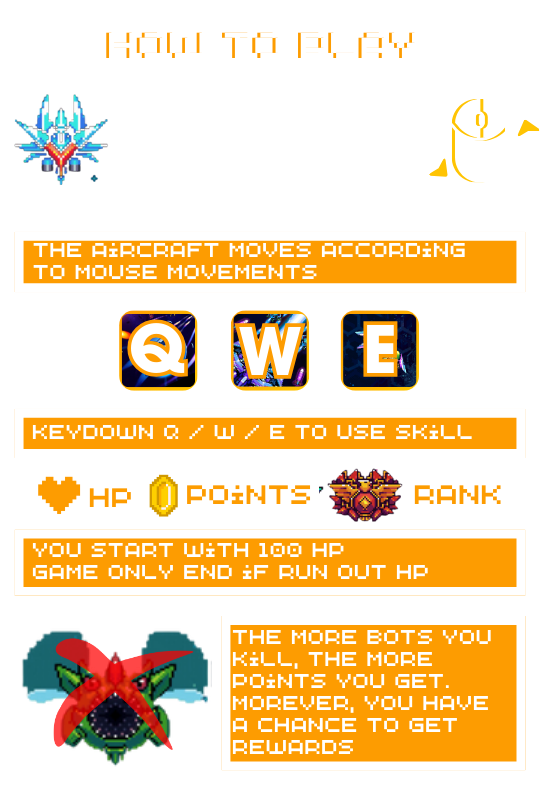 HOW TO PLAY
THE AiRCRAFT MOVES ACCORDiNG
TO MOUSE MOVEMENTS
Q W E
KEYDOWN Q / W / E TO USE SKiLL
HP POiNTS RANK
YOU START WiTH 100 HP
GAME ONLY END iF RUN OUT HP
THE MORE BOTS YOU
KiLL, THE MORE
POiNTS YOU GET.
MOREVER, YOU HAVE
A CHANCE TO GET
REWARDS